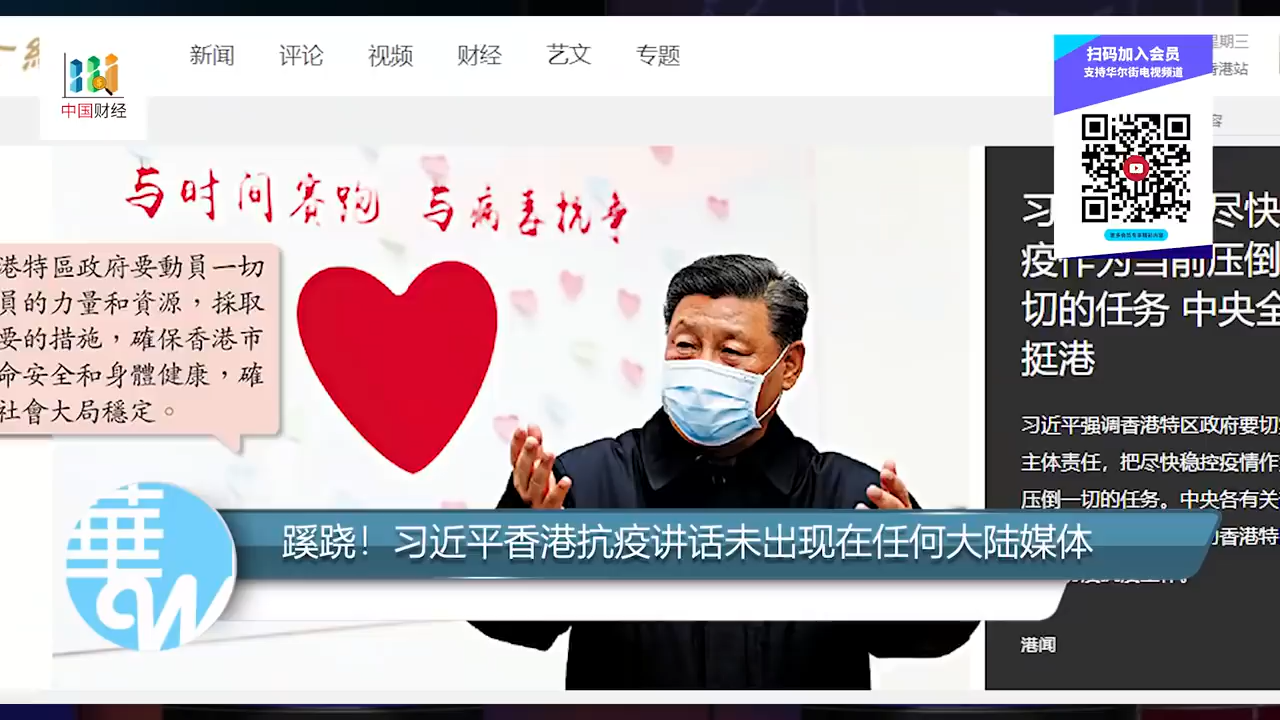 新闻 评论 视频 财经 艺文 专题
星期三
香港站
中国财经
扫码加入会员
支持华尔街电视频道
容
与时间赛跑 与病毒抗争
港特區政府要動員一切
員的力量和資源，採取
要的措施，確保香港市
命安全和身體健康，確
社會大局穩定。
习
尽快
疫作为当前压倒
切的任务 中央全
挺港
习近平强调香港特区政府要切
主体责任，把尽快稳控疫情作
压倒一切的任务。中央各有关
香港特
港闻
華
W
蹊跷！习近平香港抗疫讲话未出现在任何大陆媒体